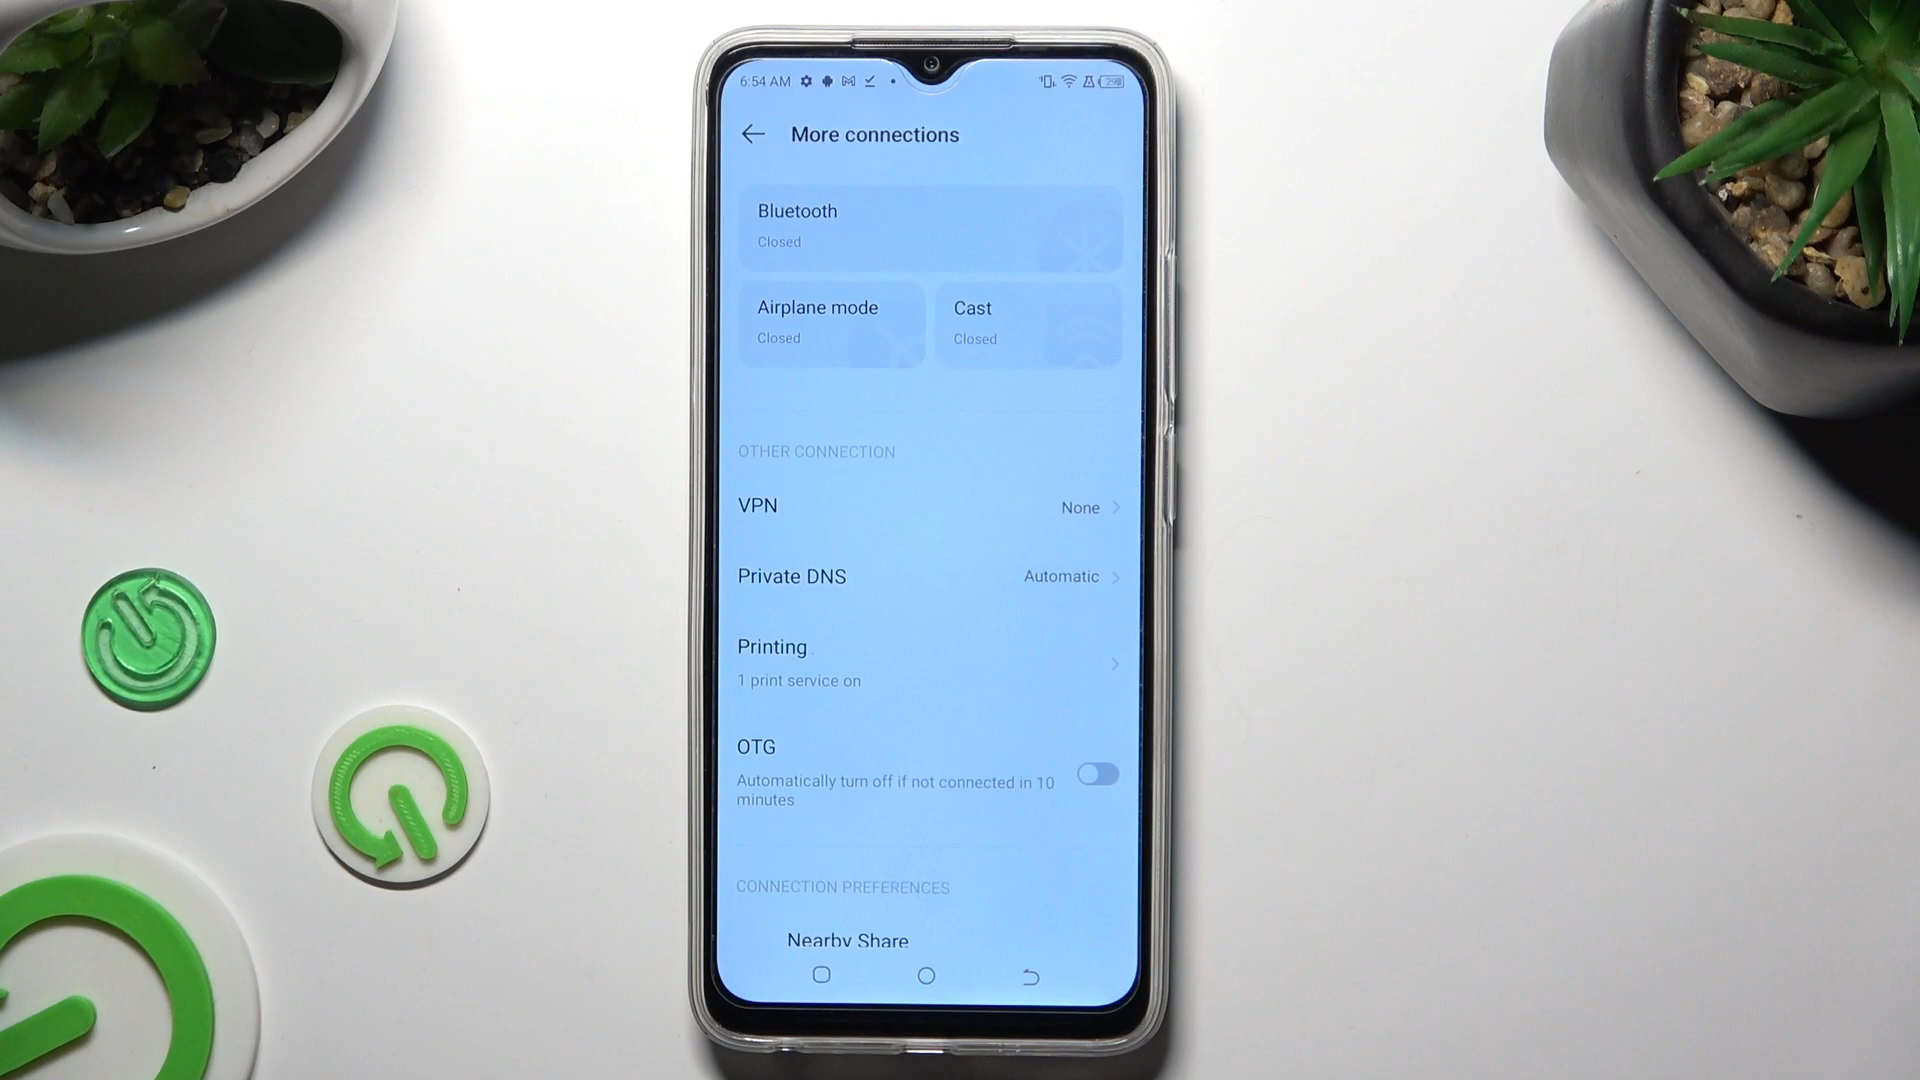 6:54 AM
29
More connections
Bluetooth
Closed
Airplane mode
Closed
Cast
Closed
OTHER CONNECTION
VPN
None
Private DNS
Automatic
Printing
1 print service on
OTG
Automatically turn off if not connected in 10
minutes
CONNECTION PREFERENCES
Nearby Share